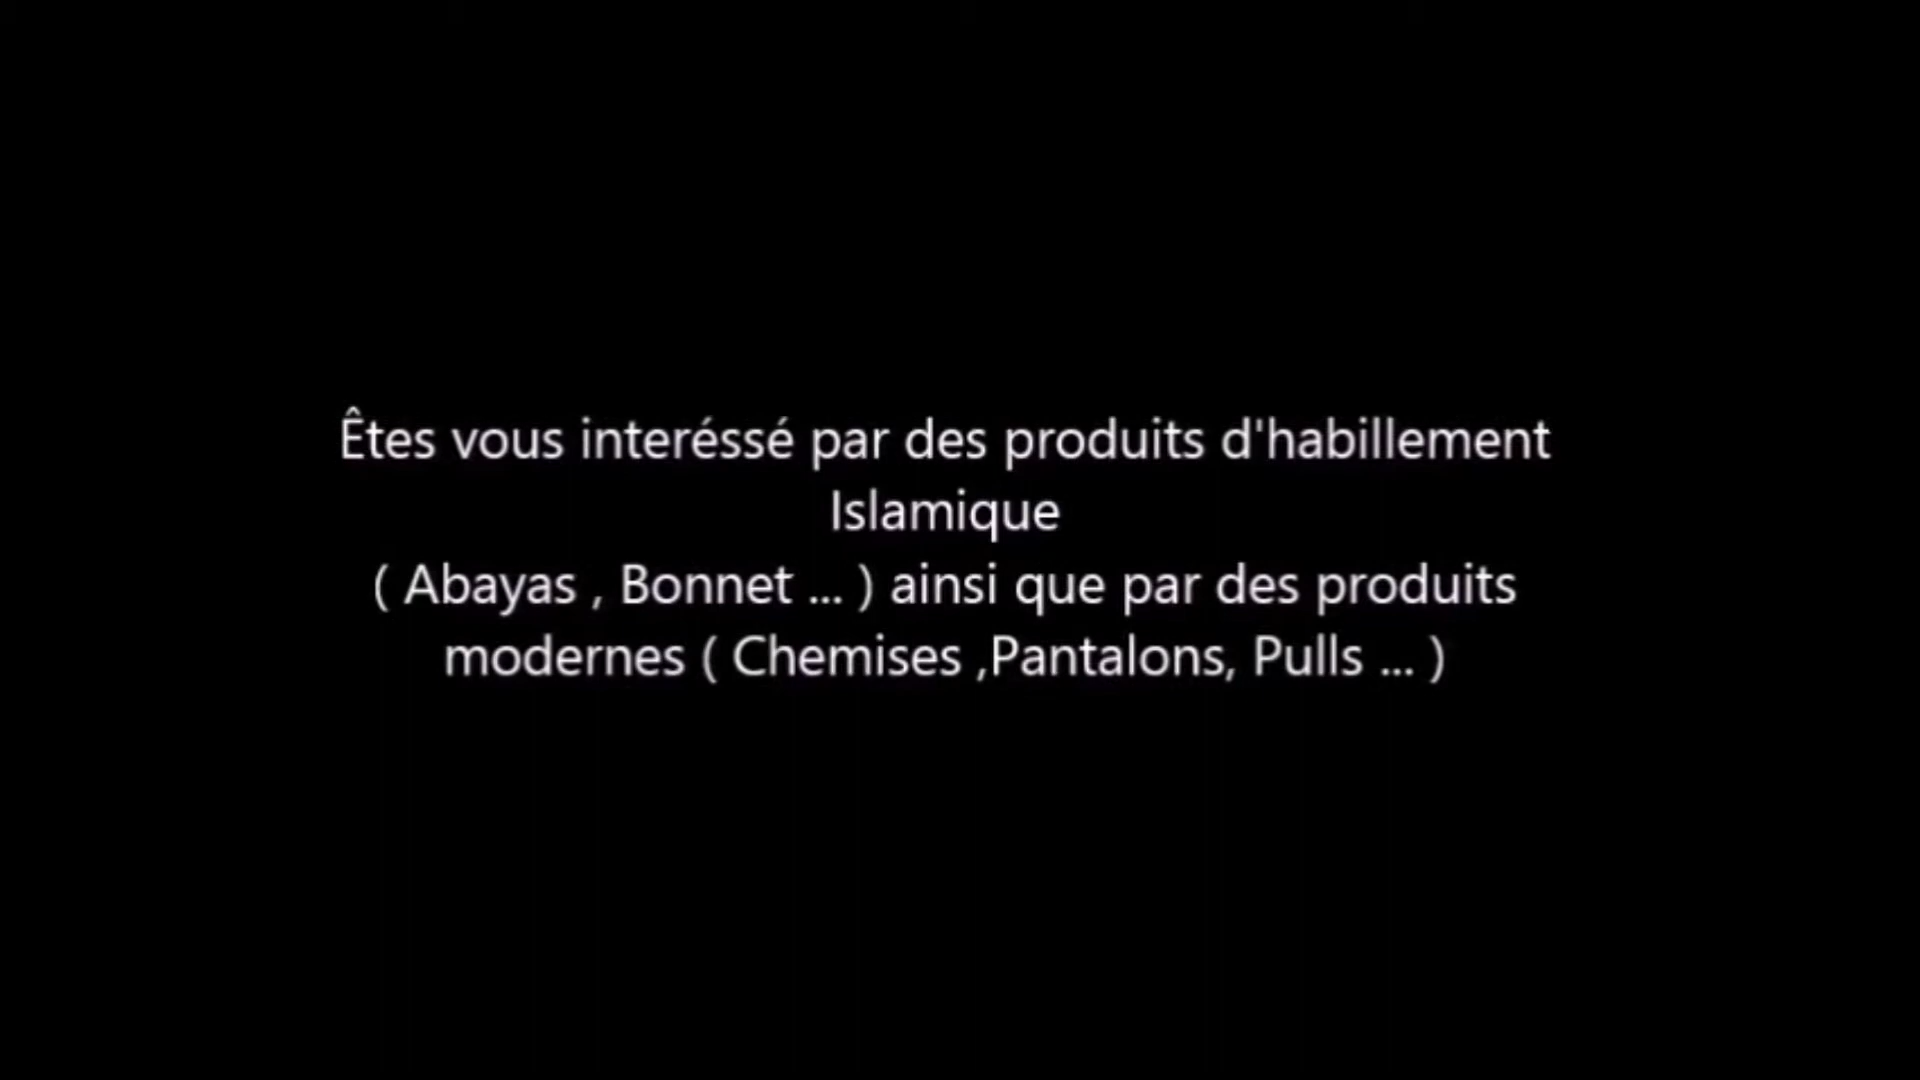 Êtes vous interéssé par des produits d'habillement
Islamique
( Abayas , Bonnet ... ) ainsi que par des produits
modernes ( Chemises ,Pantalons, Pulls ... )